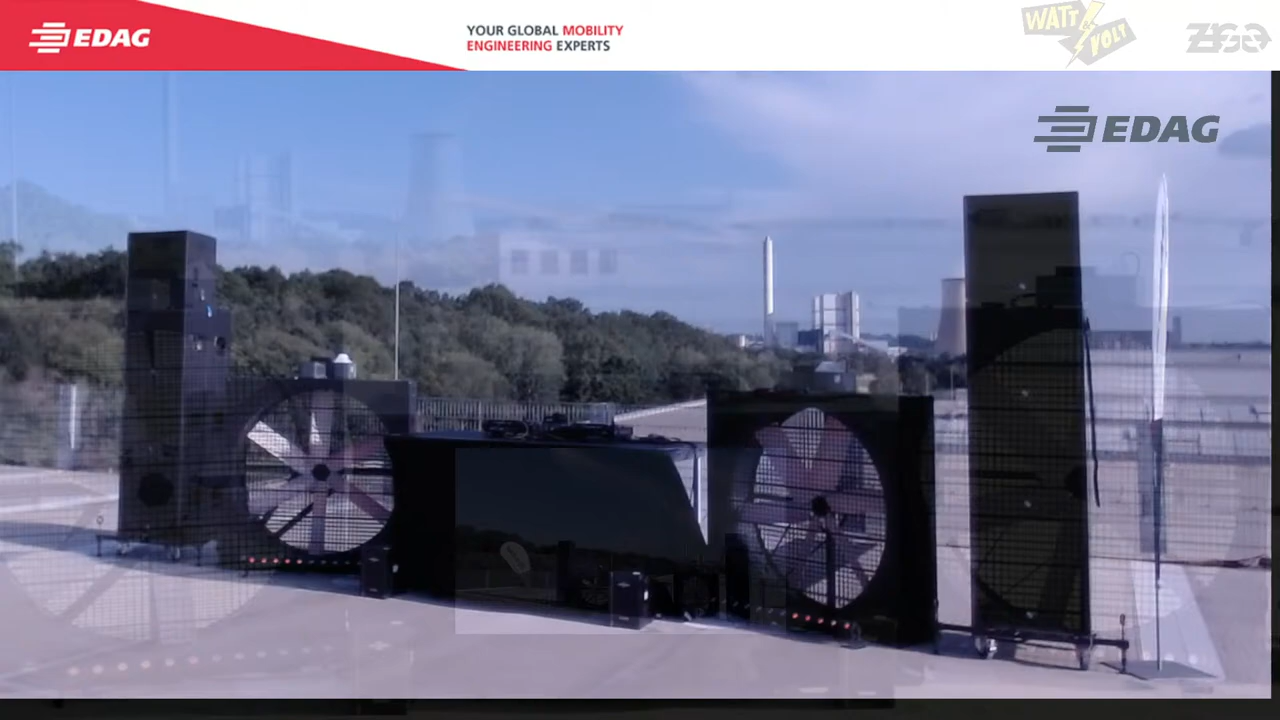 EDAG
YOUR GLOBAL MOBILITY
ENGINEERING EXPERTS
WATT
VOLT
EDAG